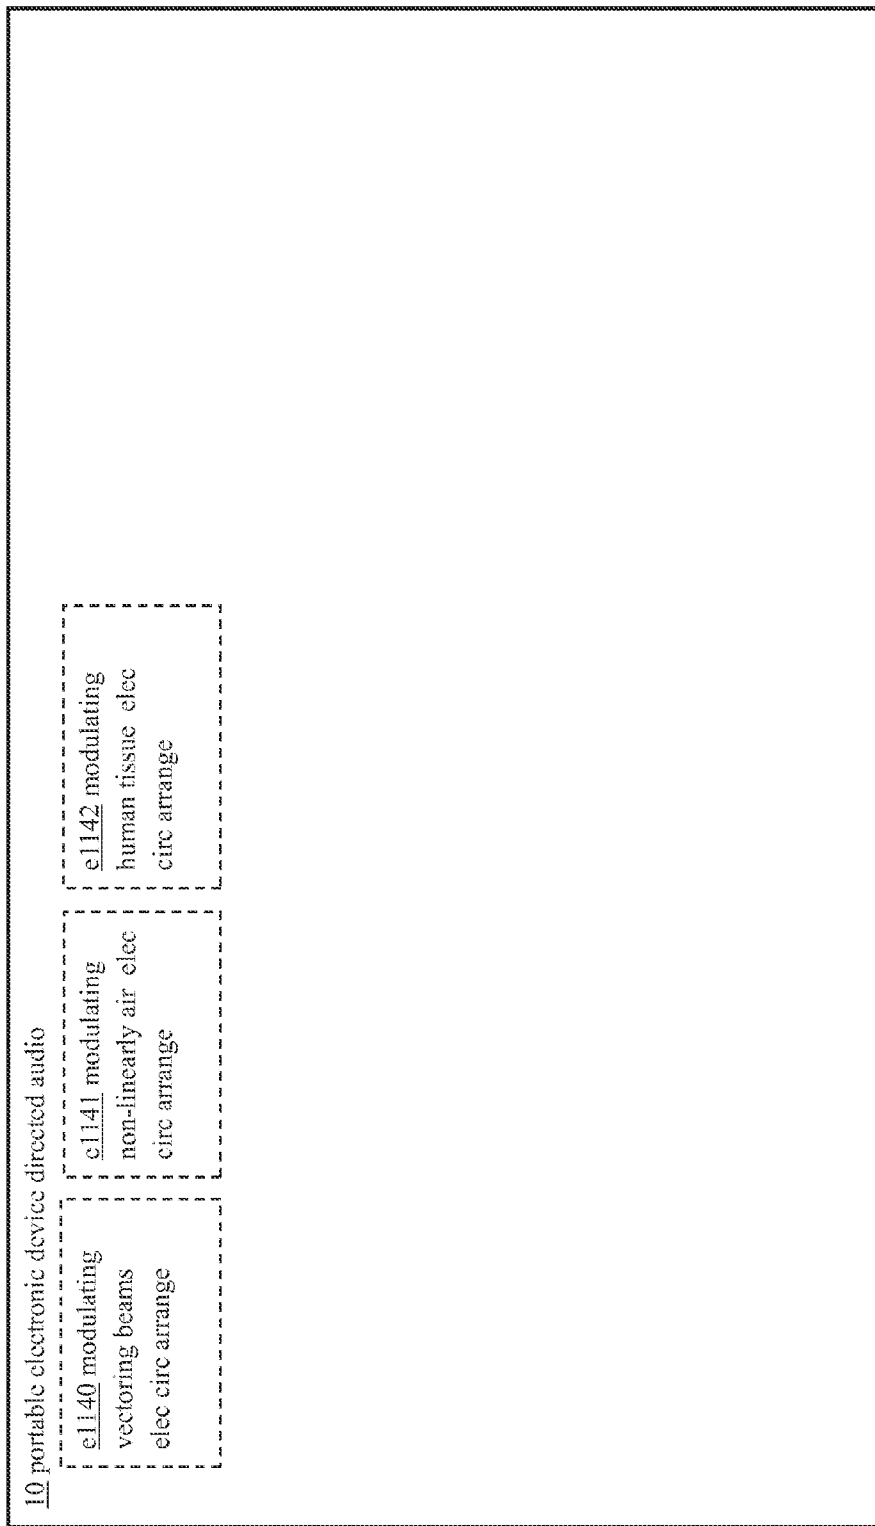 10 portable electronic device directed audio
e1140 modulating
vectoring beams
elec circ arrange
e1141 modulating
non-linearly air elec
circ arrange
e1142 modulating
human tissue elec
circ arrange